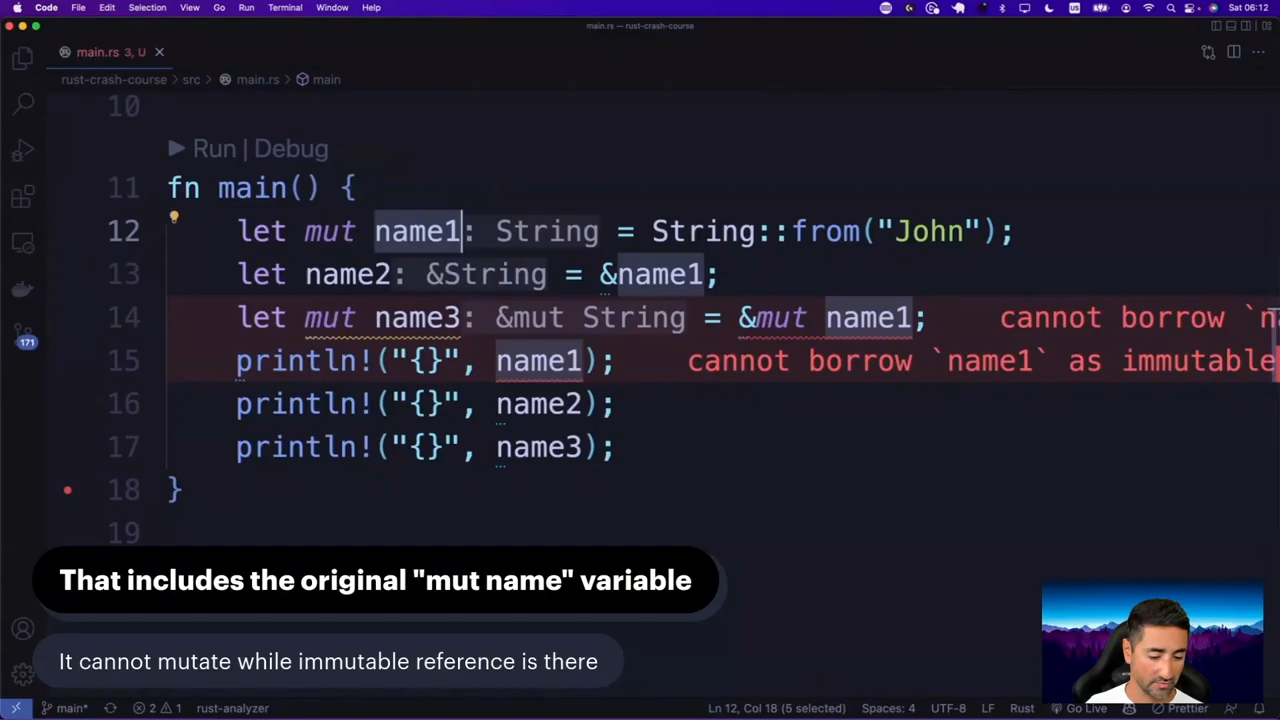 Code File Edit Selection View Go Run Terminal Window Help
Sat 06:12
main.rs — rust-crash-course
main.rs 3, U
rust-crash-course > src > main.rs > main
10
Run | Debug
11 fn main() {
12 let mut name1: String = String::from("John");
13 let name2: &String = &name1;
14 let mut name3: &mut String = &mut name1; cannot borrow `n
15 println!("{}", name1); cannot borrow `name1` as immutable
16 println!("{}", name2);
17 println!("{}", name3);
18 }
19
171
That includes the original "mut name" variable
It cannot mutate while immutable reference is there
main* 2 1 rust-analyzer Ln 12, Col 18 (5 selected) Spaces: 4 UTF-8 LF Rust Go Live Prettier